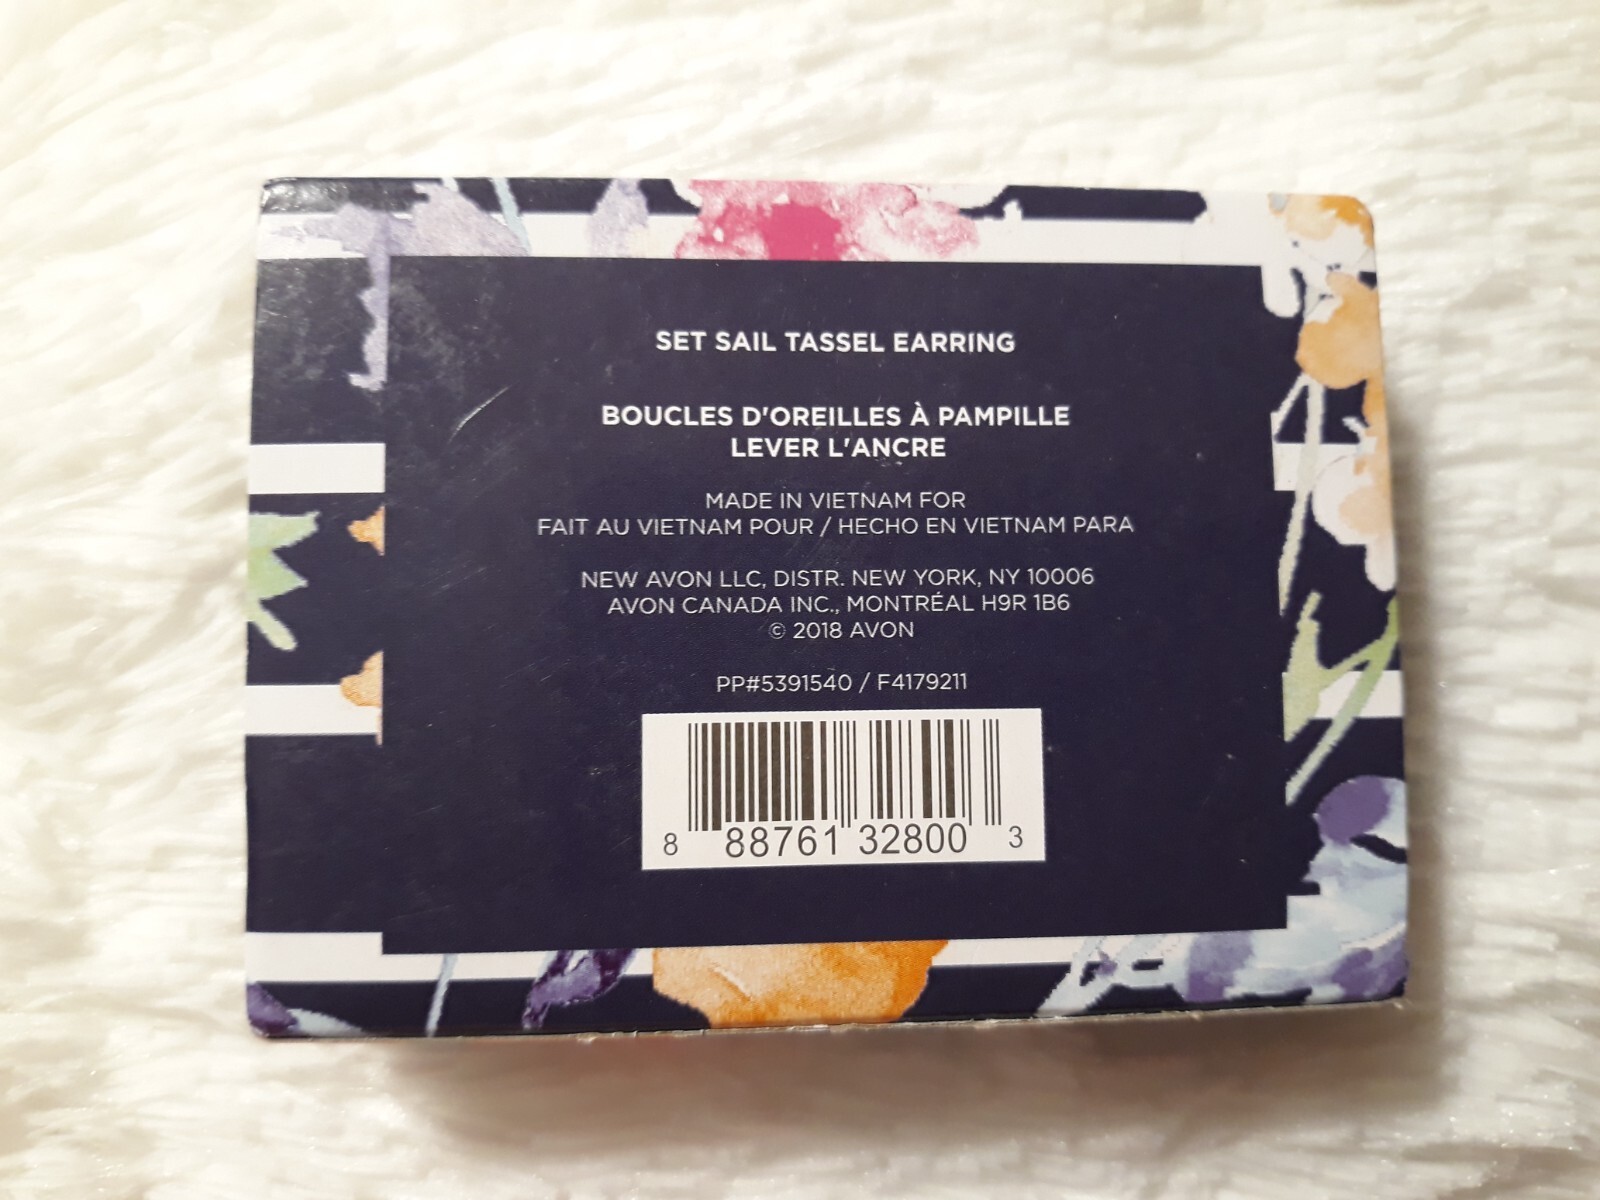 SET SAIL TASSEL EARRING
BOUCLES D'OREILLES À PAMPILLE
LEVER L'ANCRE
MADE IN VIETNAM FOR
FAIT AU VIETNAM POUR / HECHO EN VIETNAM PARA
NEW AVON LLC, DISTR. NEW YORK, NY 10006
AVON CANADA INC., MONTRÉAL H9R 1B6
© 2018 AVON
PP#5391540 / F4179211
8 88761 32800 3